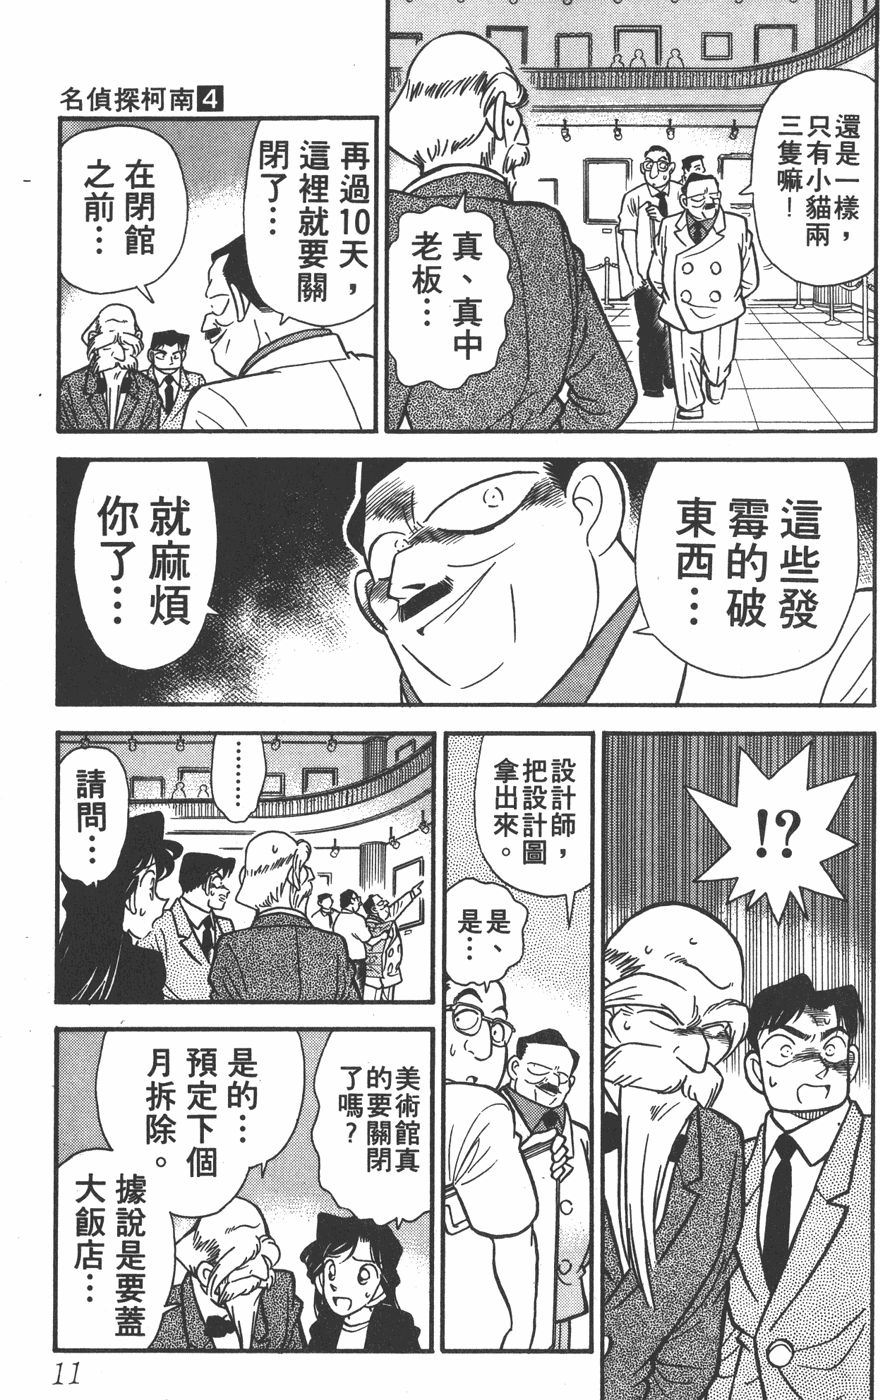 名偵探柯南4
還是一樣，
只有小貓兩
三隻嘛！
真、真中
老板…
再過10天，
這裡就要關
閉了…
在閉館
之前…
這些發
霉的破
東西…
就麻煩
你了…
!?
設計師，
把設計圖
拿出來。
是、
是…
………
請問…
美術館真
的要關閉
了嗎？
是的…
預定下個
月拆除。
據說是要蓋
大飯店…
11